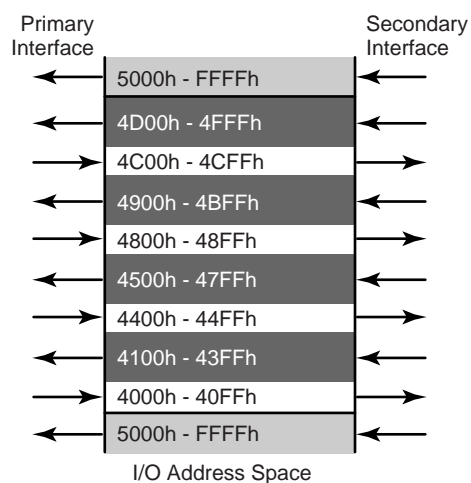 Primary Interface
Secondary Interface
5000h - FFFFh
4D00h - 4FFFh
4C00h - 4CFFh
4900h - 4BFFh
4800h - 48FFh
4500h - 47FFh
4400h - 44FFh
4100h - 43FFh
4000h - 40FFh
5000h - FFFFh
I/O Address Space